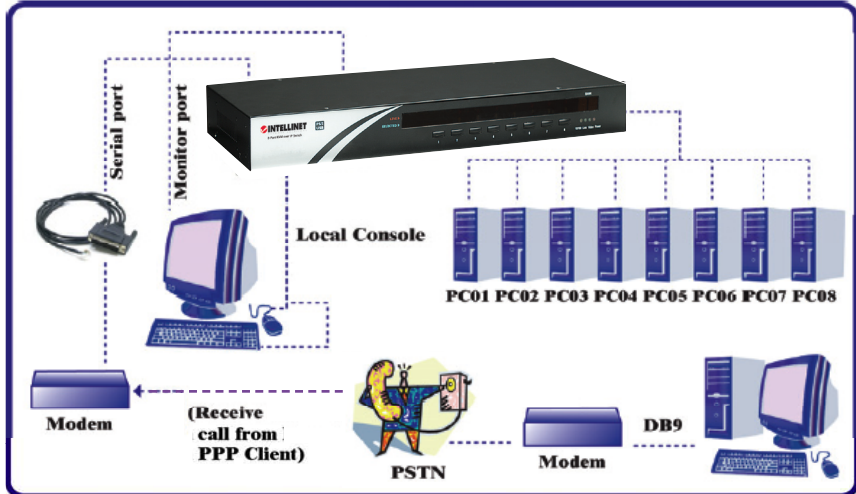 Serial port
Monitor port
INTELLINET
Local Console
PC01 PC02 PC03 PC04 PC05 PC06 PC07 PC08
Modem
(Receive
call from
PPP Client)
PSTN
Modem
DB9